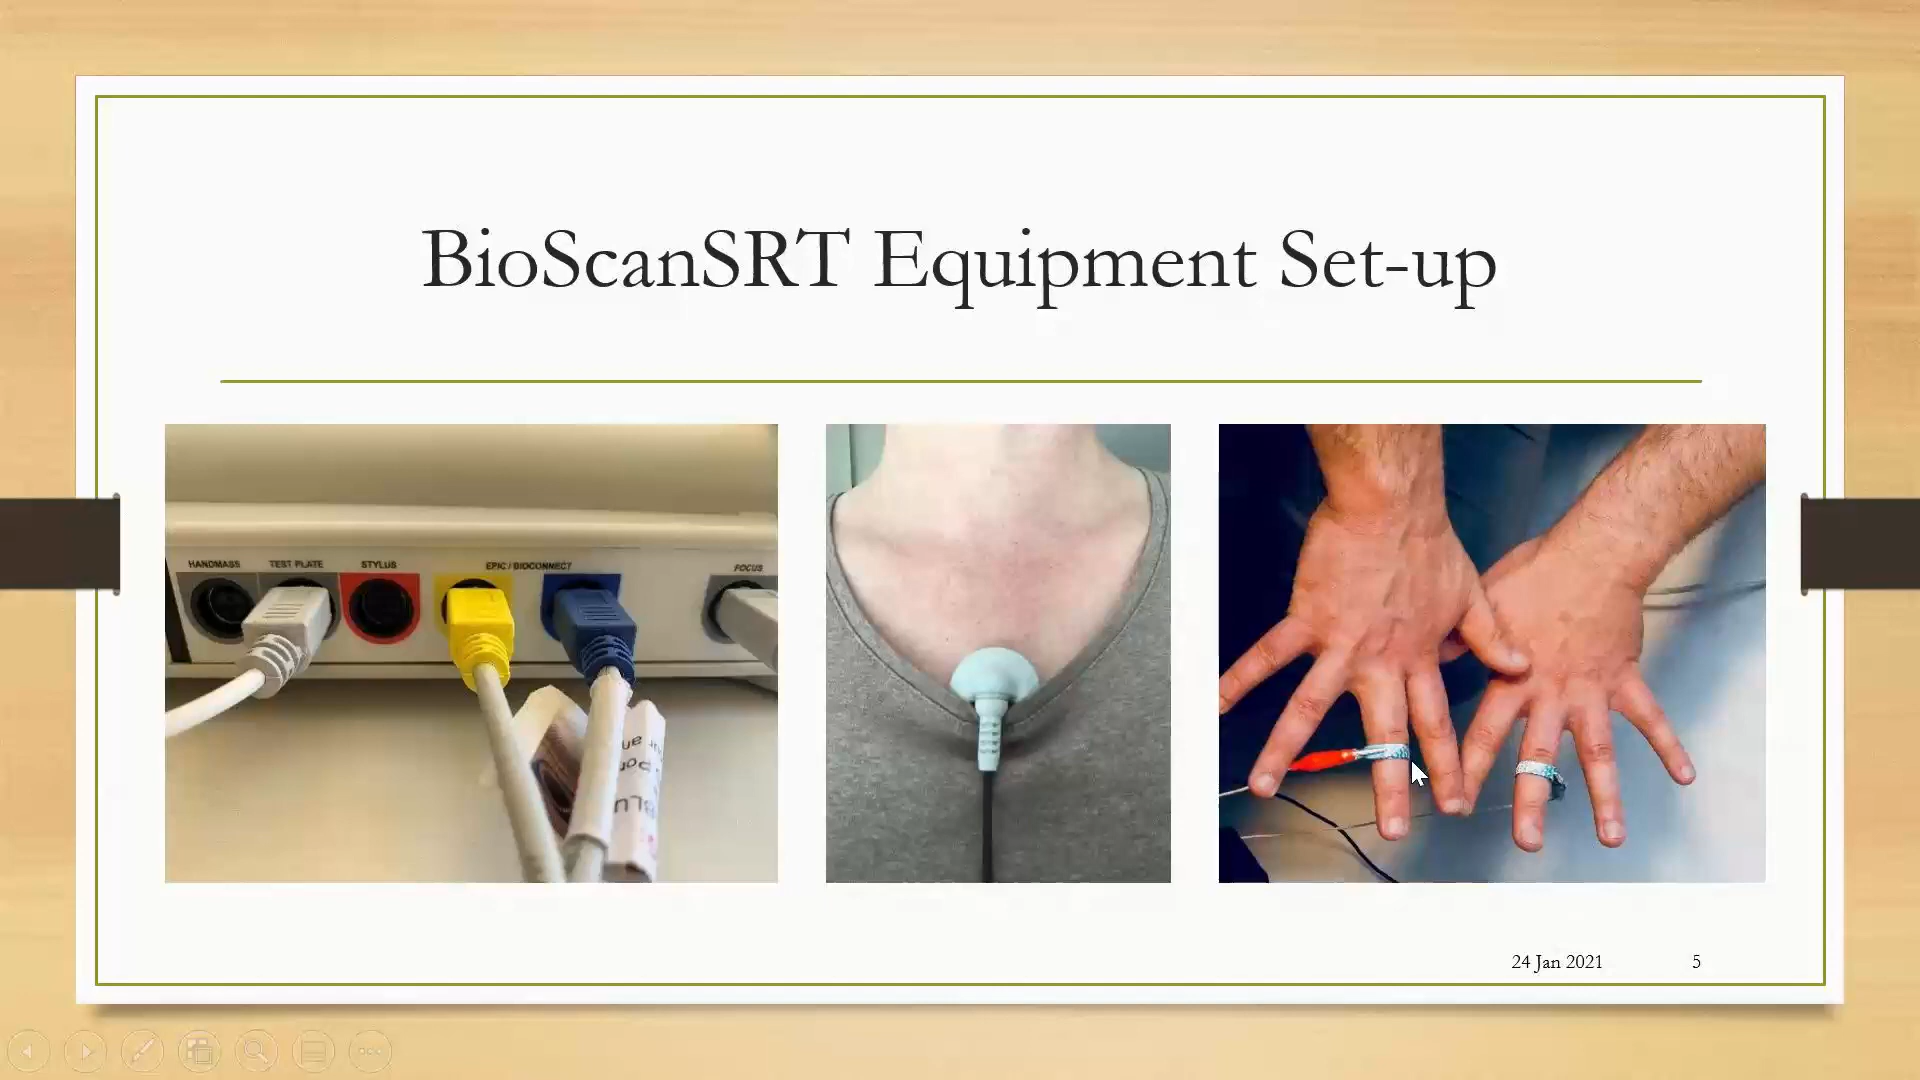 BioScanSRT Equipment Set-up
HANDMASS
TEST PLATE
STYLUS
EPIC / BIOCONNECT
FOCUS
24 Jan 2021
5